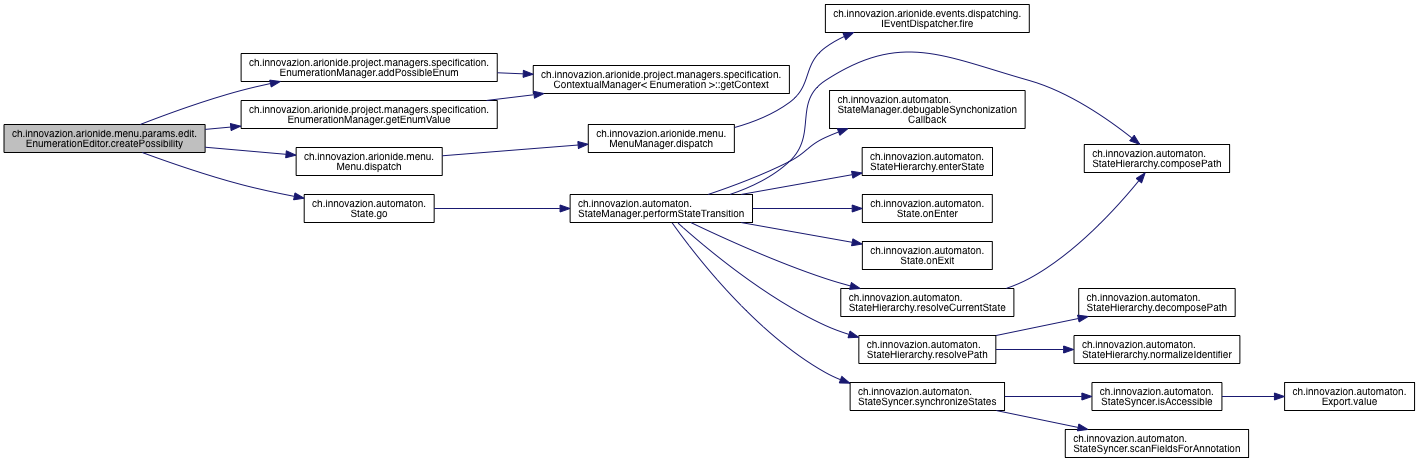 ch.innovazion.arionide.menu.params.edit.
EnumerationEditor.createPossibility
ch.innovazion.arionide.project.managers.specification.
EnumerationManager.addPossibleEnum
ch.innovazion.arionide.project.managers.specification.
EnumerationManager.getEnumValue
ch.innovazion.arionide.menu.
Menu.dispatch
ch.innovazion.automaton.
State.go
ch.innovazion.arionide.project.managers.specification.
ContextualManager< Enumeration >::getContext
ch.innovazion.arionide.menu.
MenuManager.dispatch
ch.innovazion.automaton.
StateManager.performStateTransition
ch.innovazion.arionide.events.dispatching.
IEventDispatcher.fire
ch.innovazion.automaton.
StateManager.debugableSynchonization
Callback
ch.innovazion.automaton.
StateHierarchy.enterState
ch.innovazion.automaton.
State.onEnter
ch.innovazion.automaton.
State.onExit
ch.innovazion.automaton.
StateHierarchy.resolveCurrentState
ch.innovazion.automaton.
StateHierarchy.resolvePath
ch.innovazion.automaton.
StateSyncer.synchronizeStates
ch.innovazion.automaton.
StateHierarchy.composePath
ch.innovazion.automaton.
StateHierarchy.decomposePath
ch.innovazion.automaton.
StateHierarchy.normalizeIdentifier
ch.innovazion.automaton.
StateSyncer.isAccessible
ch.innovazion.automaton.
StateSyncer.scanFieldsForAnnotation
ch.innovazion.automaton.
Export.value